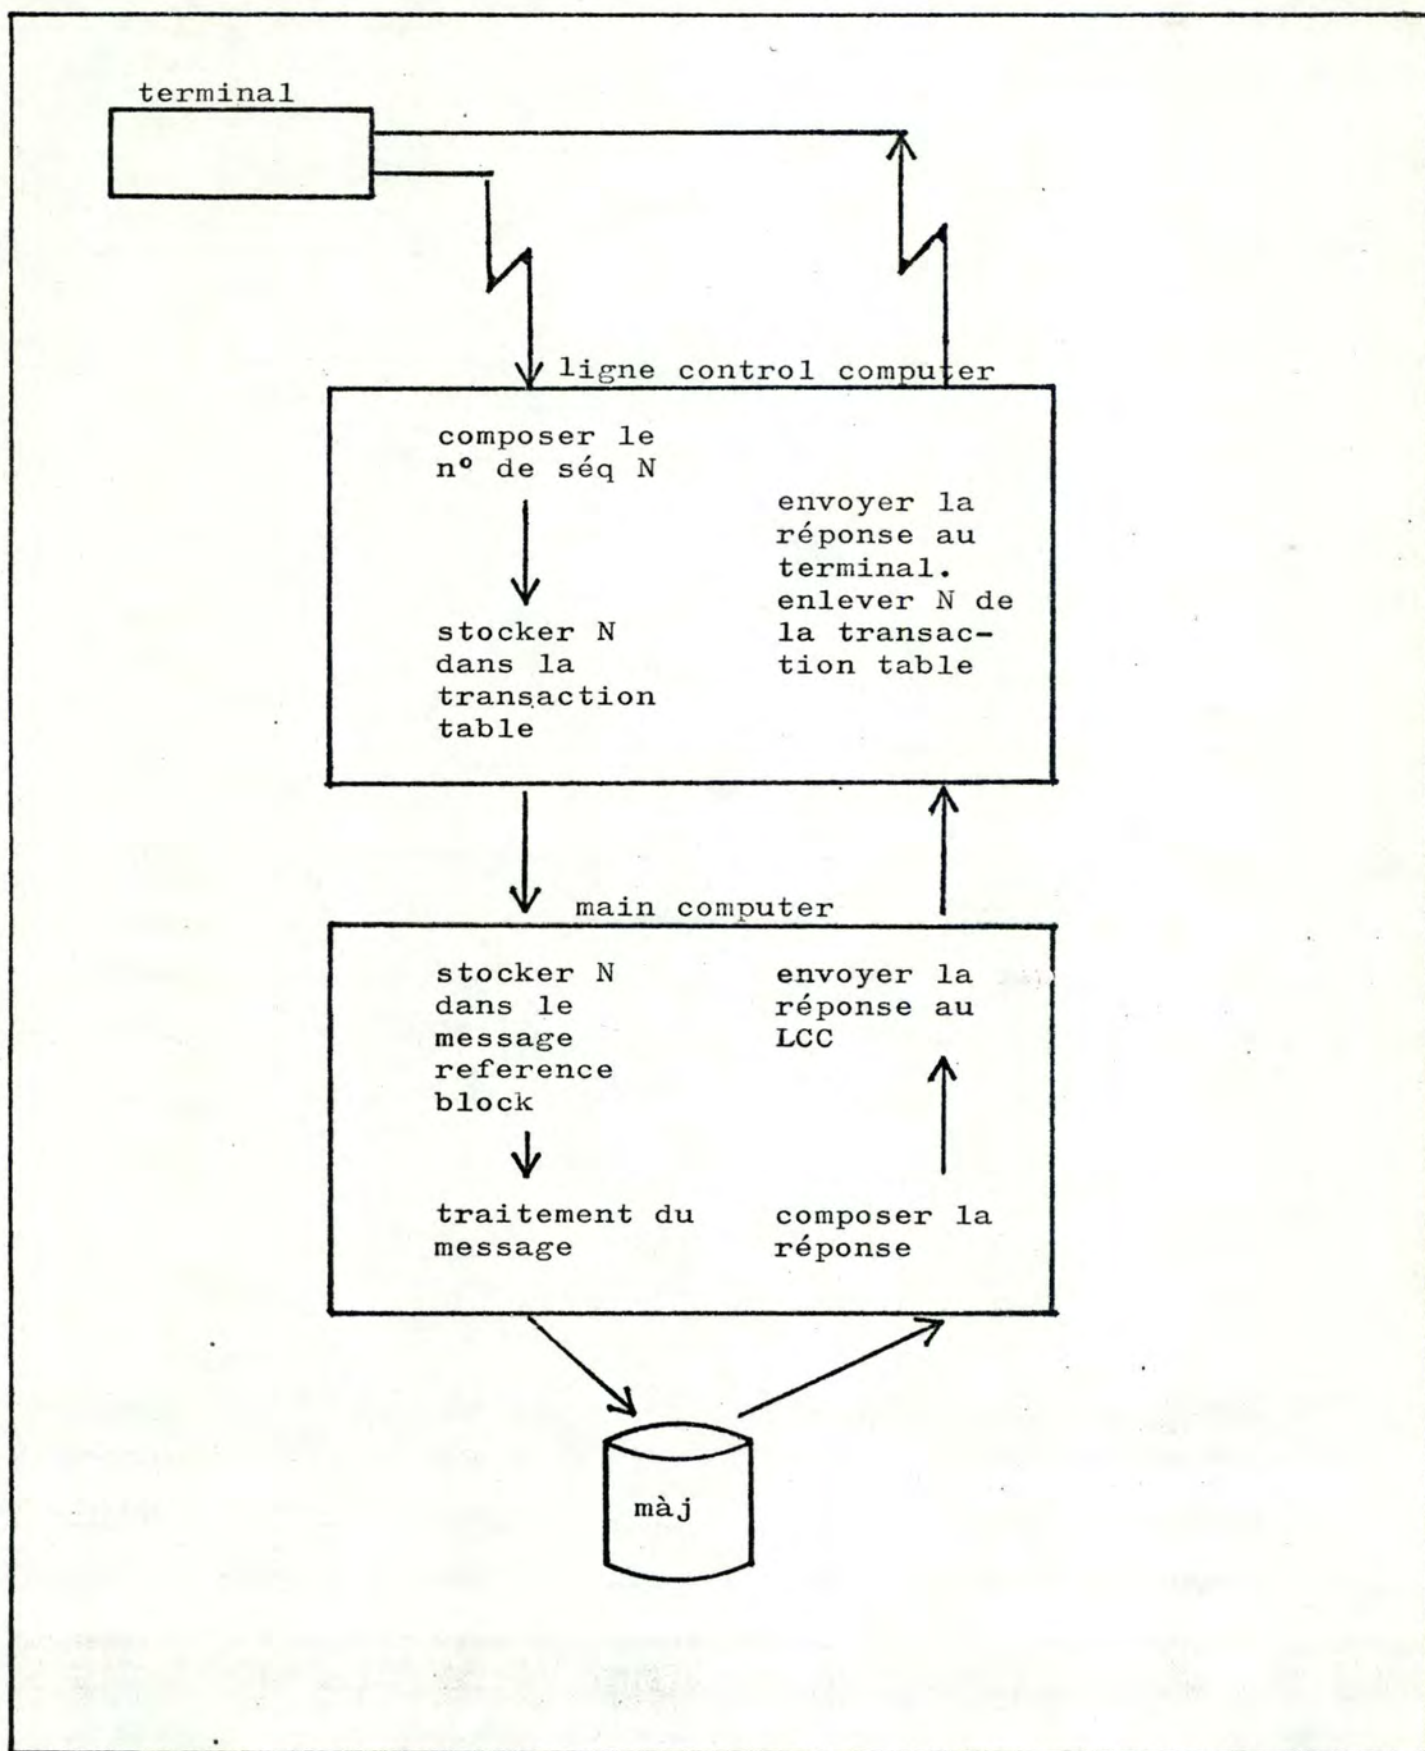 terminal
ligne control computer
composer le
n° de séq N
stocker N
dans la
transaction
table
envoyer la
réponse au
terminal.
enlever N de
la transac-
tion table
main computer
stocker N
dans le
message
reference
block
traitement du
message
envoyer la
réponse au
LCC
composer la
réponse
màj